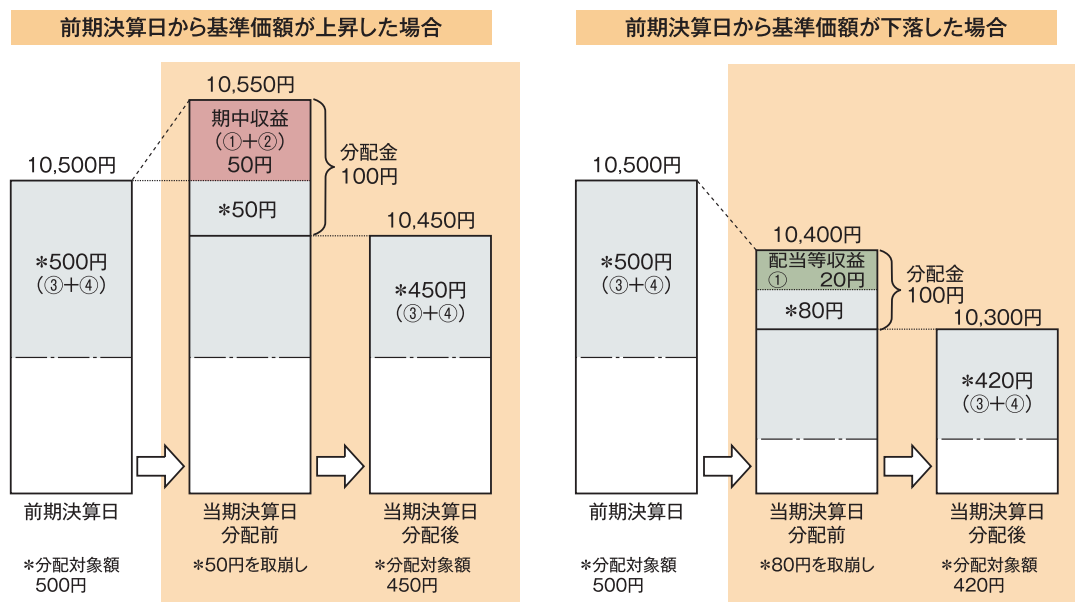 前期決算日から基準価額が上昇した場合
10,550円
期中収益
（①＋②）
50円
分配金
100円
10,500円
＊50円
10,450円
＊500円
（③＋④）
＊450円
（③＋④）
前期決算日
当期決算日
分配前
当期決算日
分配後
＊分配対象額
500円
＊50円を取崩し
＊分配対象額
450円
前期決算日から基準価額が下落した場合
10,500円
10,400円
配当等収益
① 20円
分配金
100円
＊80円
10,300円
＊500円
（③＋④）
＊420円
（③＋④）
前期決算日
当期決算日
分配前
当期決算日
分配後
＊分配対象額
500円
＊80円を取崩し
＊分配対象額
420円